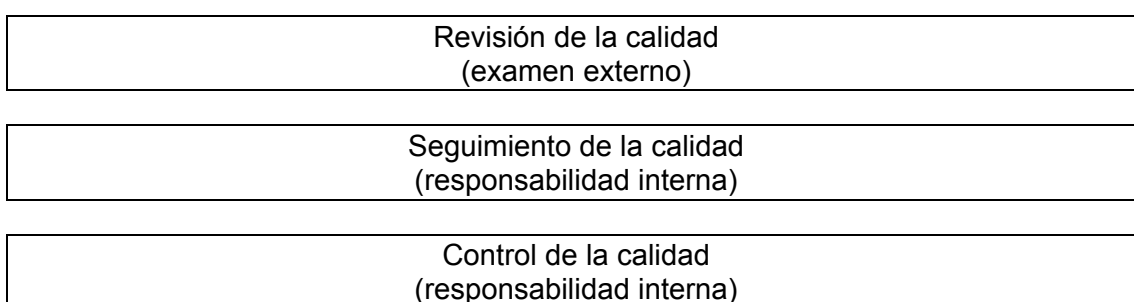 Revisión de la calidad
(examen externo)
Seguimiento de la calidad
(responsabilidad interna)
Control de la calidad
(responsabilidad interna)